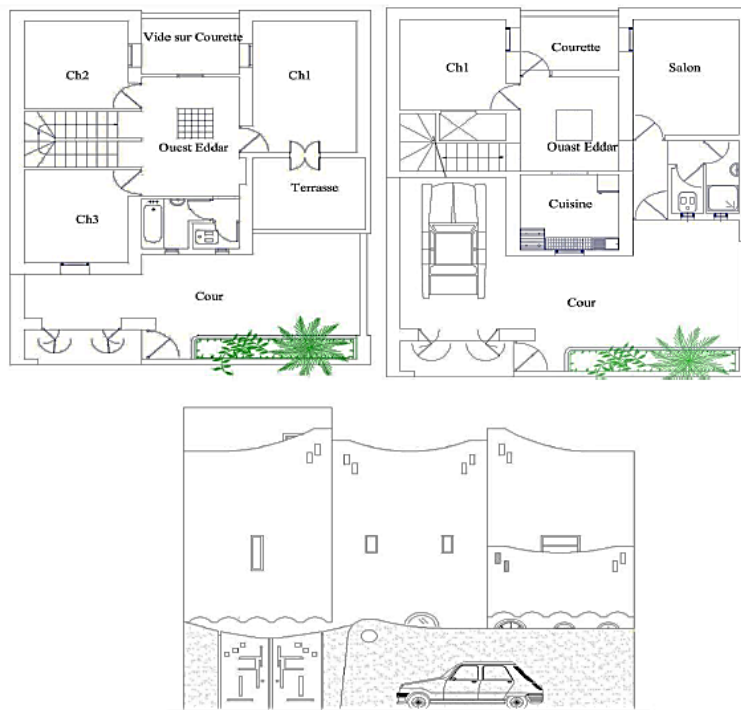 Vide sur Courette
Ch2
Ch1
Ouest Eddar
Terrasse
Ch3
Cour
Ch1
Courette
Salon
Ouast Eddar
Cuisine
Cour